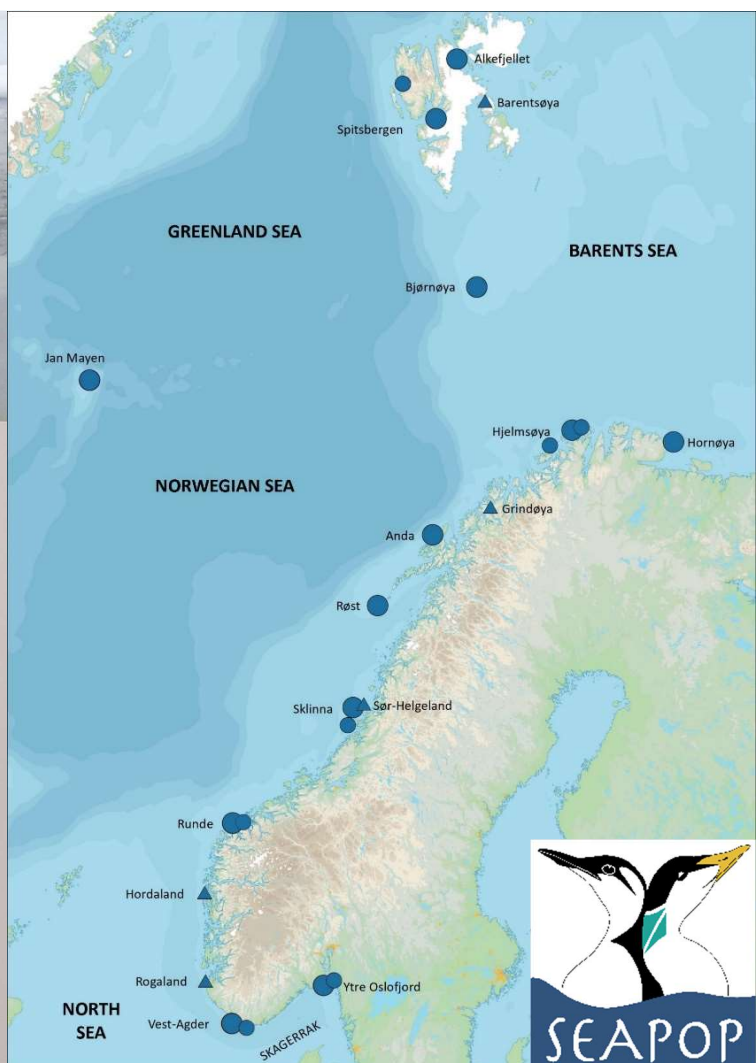 Alkefjellet
Barentsøya
Spitsbergen
GREENLAND SEA
BARENTS SEA
Bjørnøya
Jan Mayen
Hjelmsøya
Hornøya
NORWEGIAN SEA
Grindøya
Anda
Røst
Sklinna
Sør-Helgeland
Runde
Hordaland
Rogaland
Ytre Oslofjord
NORTH
SEA
Vest-Agder
SKAGERRAK
SEAPOP